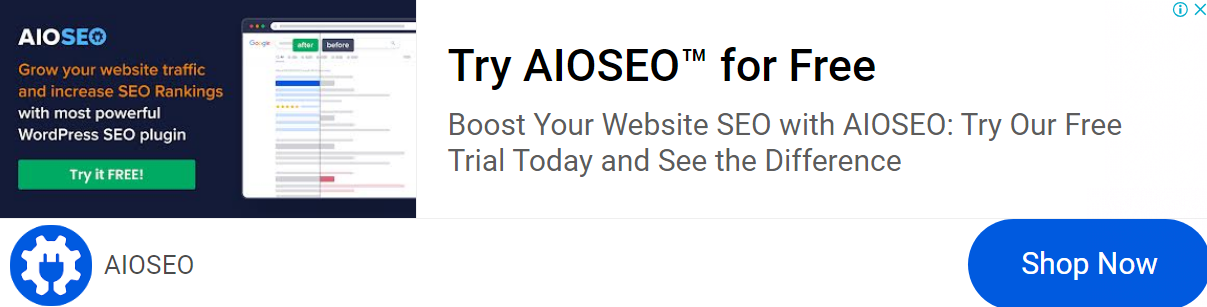 AIOSEO
Grow your website traffic
and increase SEO Rankings
with most powerful
WordPress SEO plugin
Try it FREE!
Google
after
before
Try AIOSEO™ for Free
Boost Your Website SEO with AIOSEO: Try Our Free
Trial Today and See the Difference
AIOSEO
Shop Now